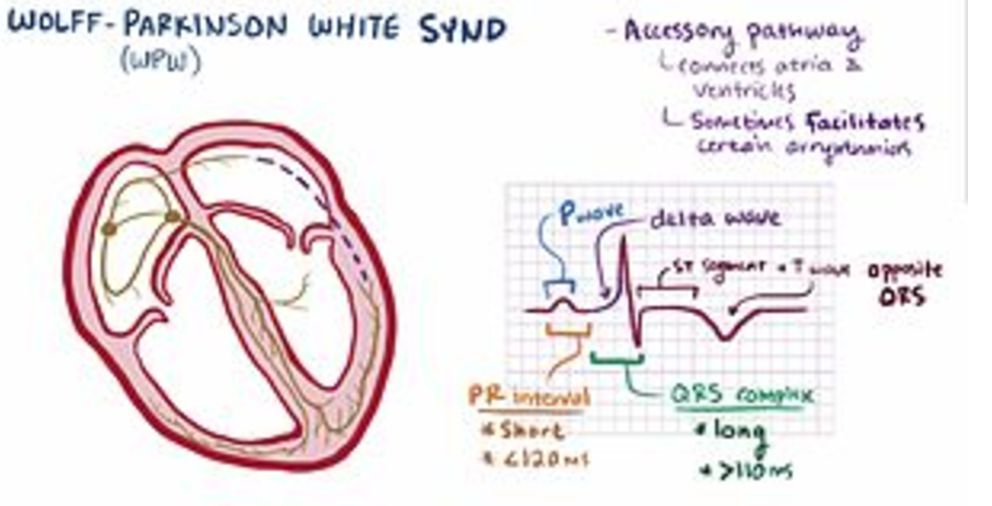 WOLFF-PARKINSON WHITE SYND
(WPW)
- Accessory pathway
connects atria &
ventricles
Sometimes facilitates
certain arrythmias
P wave
delta wave
ST segment + T wave opposite
QRS
PR interval
* Short
* <120 ms
QRS complex
* long
* >110 ms